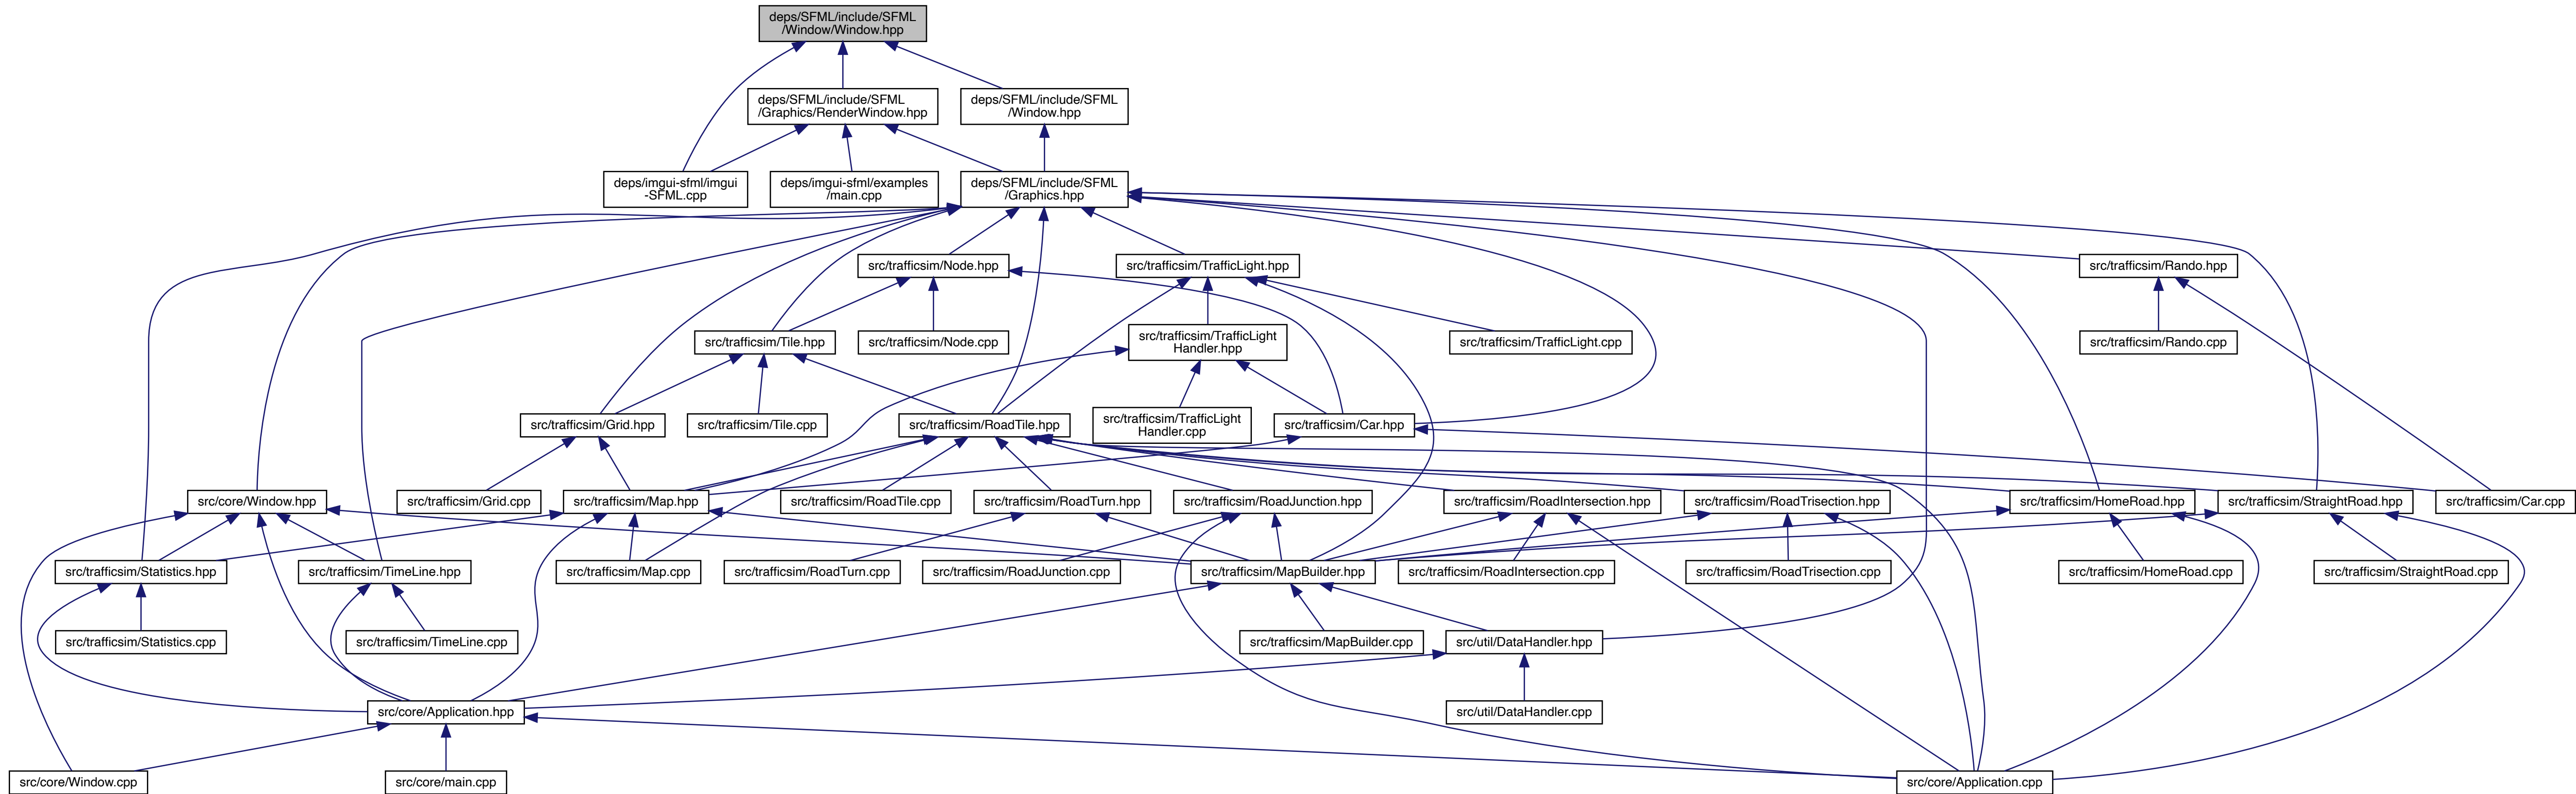 deps/SFML/include/SFML
/Window/Window.hpp
deps/SFML/include/SFML
/Graphics/RenderWindow.hpp
deps/SFML/include/SFML
/Window.hpp
deps/imgui-sfml/imgui
-SFML.cpp
deps/imgui-sfml/examples
/main.cpp
deps/SFML/include/SFML
/Graphics.hpp
src/trafficsim/Node.hpp
src/trafficsim/TrafficLight.hpp
src/trafficsim/Rando.hpp
src/trafficsim/Tile.hpp
src/trafficsim/Node.cpp
src/trafficsim/TrafficLight
Handler.hpp
src/trafficsim/TrafficLight.cpp
src/trafficsim/Rando.cpp
src/trafficsim/Grid.hpp
src/trafficsim/Tile.cpp
src/trafficsim/RoadTile.hpp
src/trafficsim/TrafficLight
Handler.cpp
src/trafficsim/Car.hpp
src/core/Window.hpp
src/trafficsim/Grid.cpp
src/trafficsim/Map.hpp
src/trafficsim/RoadTile.cpp
src/trafficsim/RoadTurn.hpp
src/trafficsim/RoadJunction.hpp
src/trafficsim/RoadIntersection.hpp
src/trafficsim/RoadTrisection.hpp
src/trafficsim/HomeRoad.hpp
src/trafficsim/StraightRoad.hpp
src/trafficsim/Car.cpp
src/trafficsim/Statistics.hpp
src/trafficsim/TimeLine.hpp
src/trafficsim/Map.cpp
src/trafficsim/RoadTurn.cpp
src/trafficsim/RoadJunction.cpp
src/trafficsim/MapBuilder.hpp
src/trafficsim/RoadIntersection.cpp
src/trafficsim/RoadTrisection.cpp
src/trafficsim/HomeRoad.cpp
src/trafficsim/StraightRoad.cpp
src/trafficsim/Statistics.cpp
src/trafficsim/TimeLine.cpp
src/trafficsim/MapBuilder.cpp
src/util/DataHandler.hpp
src/core/Application.hpp
src/util/DataHandler.cpp
src/core/Window.cpp
src/core/main.cpp
src/core/Application.cpp